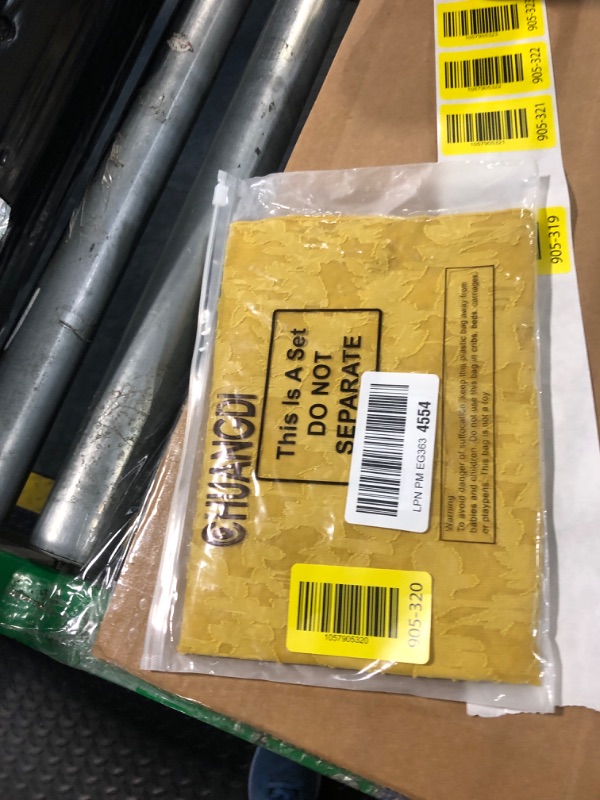 905-322
1057905322
905-321
1057905321
905-319
CHUANGDI
This Is A Set
DO NOT
SEPARATE
LPN PM EG363 4554
Warning
To avoid danger of suffocation, keep this plastic bag away from
babies and children. Do not use this bag in cribs, beds, carriages,
or playpens. This bag is not a toy.
905-320
1057905320